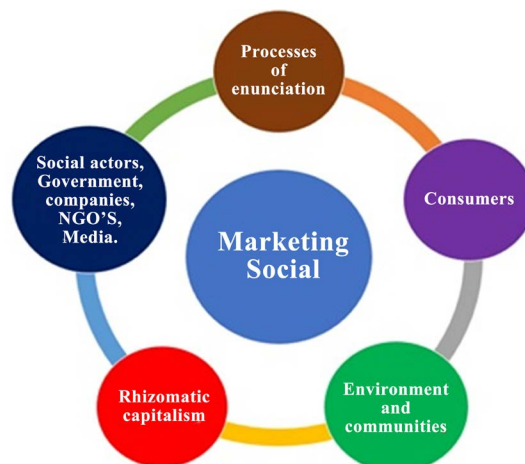 Processes
of
enunciation
Social actors,
Government,
companies,
NGO'S,
Media.
Consumers
Marketing
Social
Rhizomatic
capitalism
Environment
and
communities